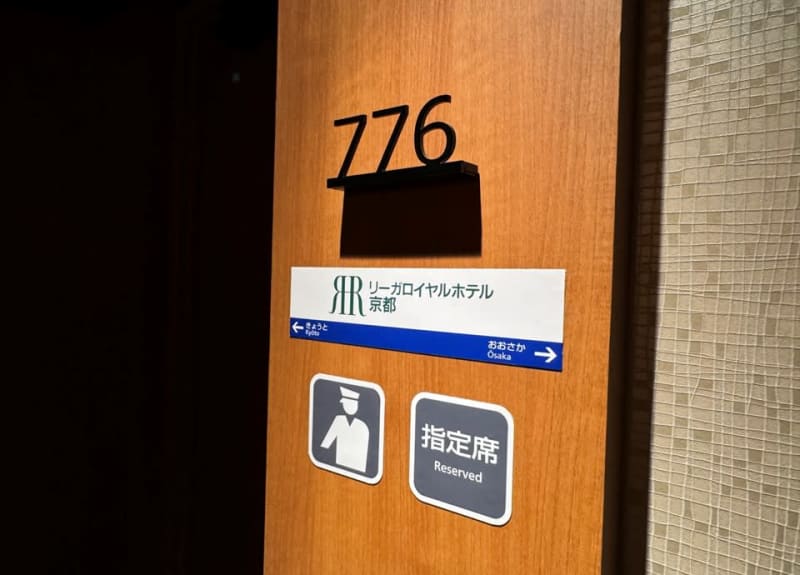 776
リーガロイヤルホテル
京都
← きょうと
Kyōto
おおさか →
Ōsaka
指定席
Reserved